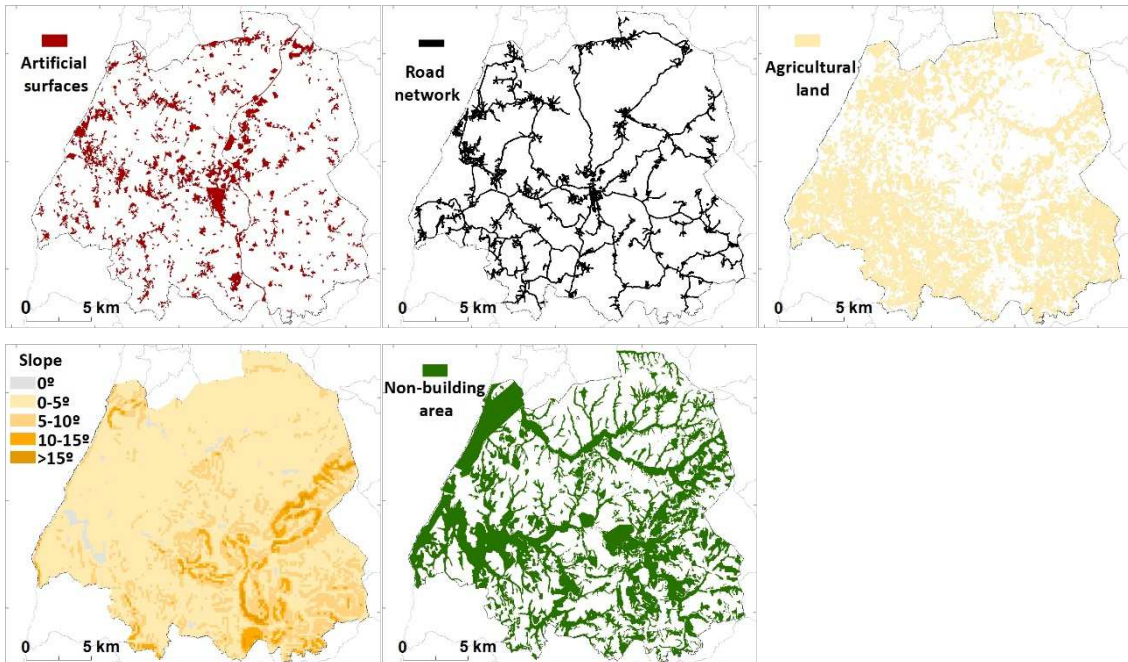 Artificial
surfaces
0 5 km
Road
network
0 5 km
Agricultural
land
0 5 km
Slope
0º
0-5º
5-10º
10-15º
>15º
0 5 km
Non-building
area
0 5 km